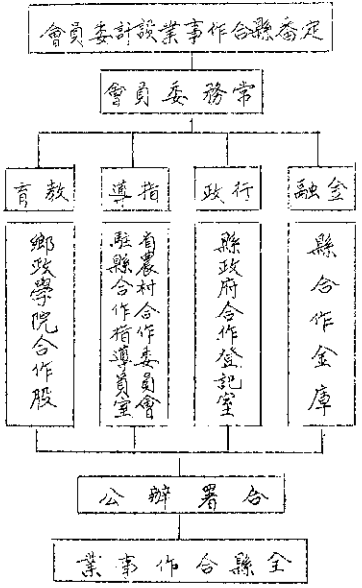 定番縣合作事業設計委員會
常務委員會
金融
行政
指導
教育
縣合作金庫
縣政府合作登記室
省農村合作委員會
駐縣合作指導員室
鄉政學院合作股
合署辦公
全縣合作事業